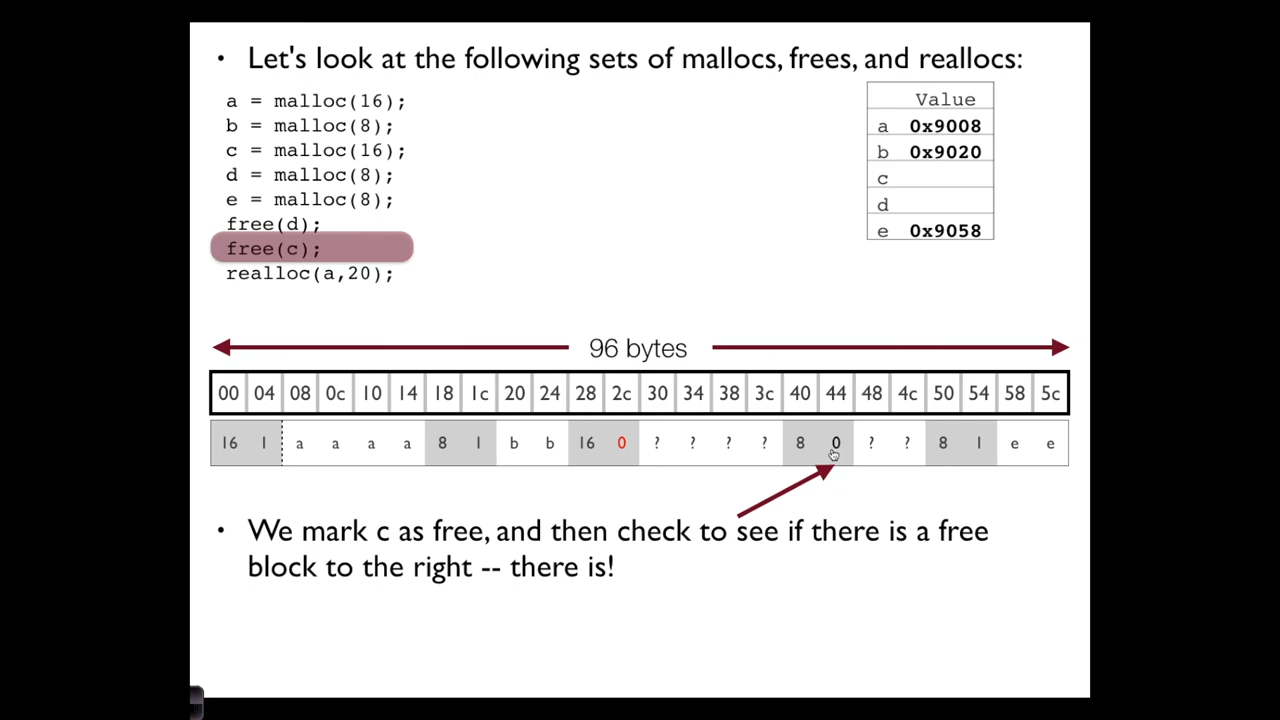 • Let's look at the following sets of mallocs, frees, and reallocs:
a = malloc(16);
b = malloc(8);
c = malloc(16);
d = malloc(8);
e = malloc(8);
free(d);
free(c);
realloc(a,20);
Value
a 0x9008
b 0x9020
c
d
e 0x9058
96 bytes
00 04 08 0c 10 14 18 1c 20 24 28 2c 30 34 38 3c 40 44 48 4c 50 54 58 5c
16 1 a a a a 8 1 b b 16 0 ? ? ? ? 8 0 ? ? 8 1 e e
• We mark c as free, and then check to see if there is a free
block to the right -- there is!